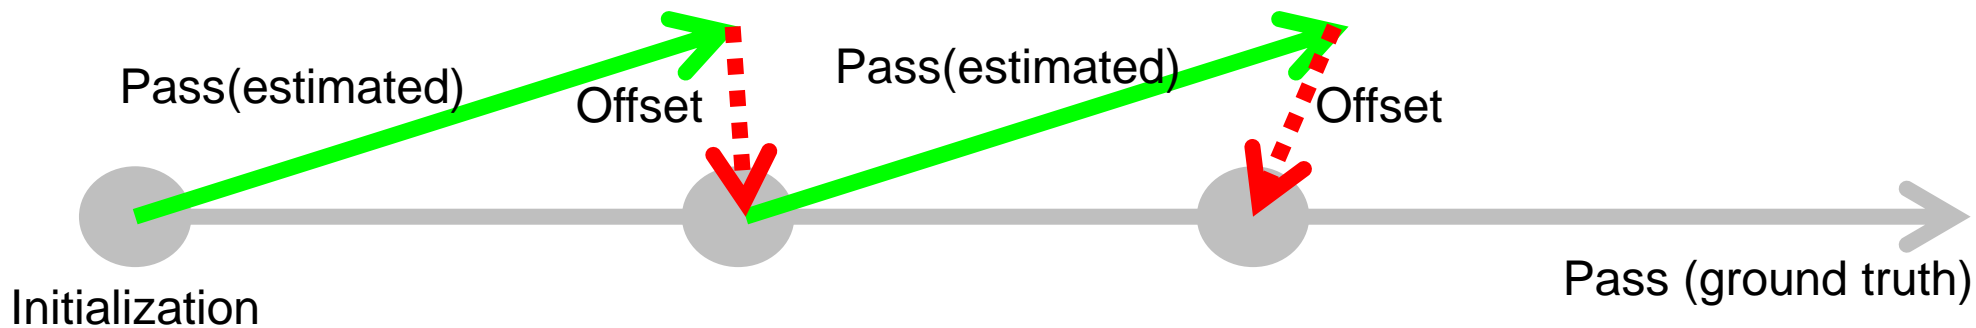 Pass(estimated)
Offset
Pass(estimated)
Offset
Pass (ground truth)
Initialization